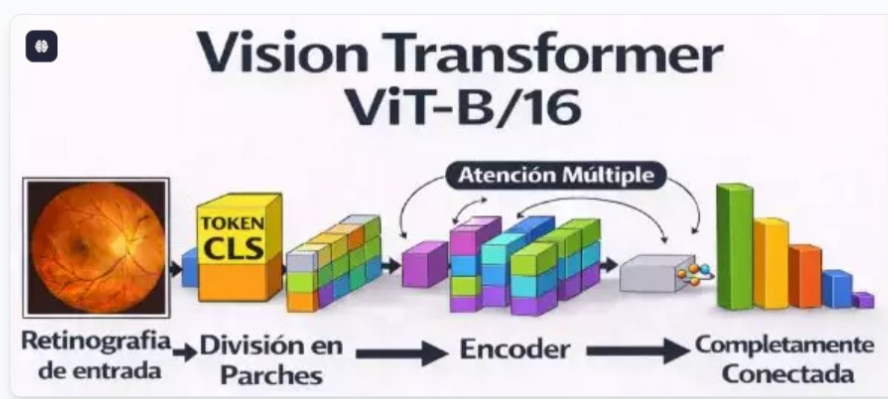 Vision Transformer
ViT-B/16
Atención Múltiple
TOKEN
CLS
Retinografia
de entrada
División en
Parches
Encoder
Completamente
Conectada